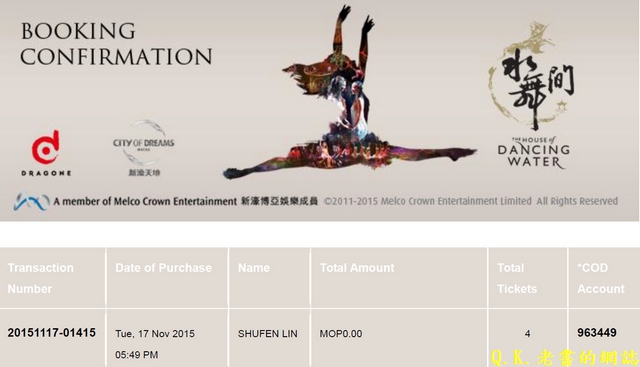 BOOKING
CONFIRMATION
水舞間
THE HOUSE of
DANCING
WATER
DRAGONE
CITY OF DREAMS
MACAU
新濠天地
A member of Melco Crown Entertainment 新濠博亞娛樂成員 ©2011-2015 Melco Crown Entertainment Limited All Rights Reserved
Transaction Number
Date of Purchase
Name
Total Amount
Total Tickets
*COD Account
20151117-01415
Tue, 17 Nov 2015
05:49 PM
SHUFEN LIN
MOP0.00
4
963449
Q.K.老爹的網誌